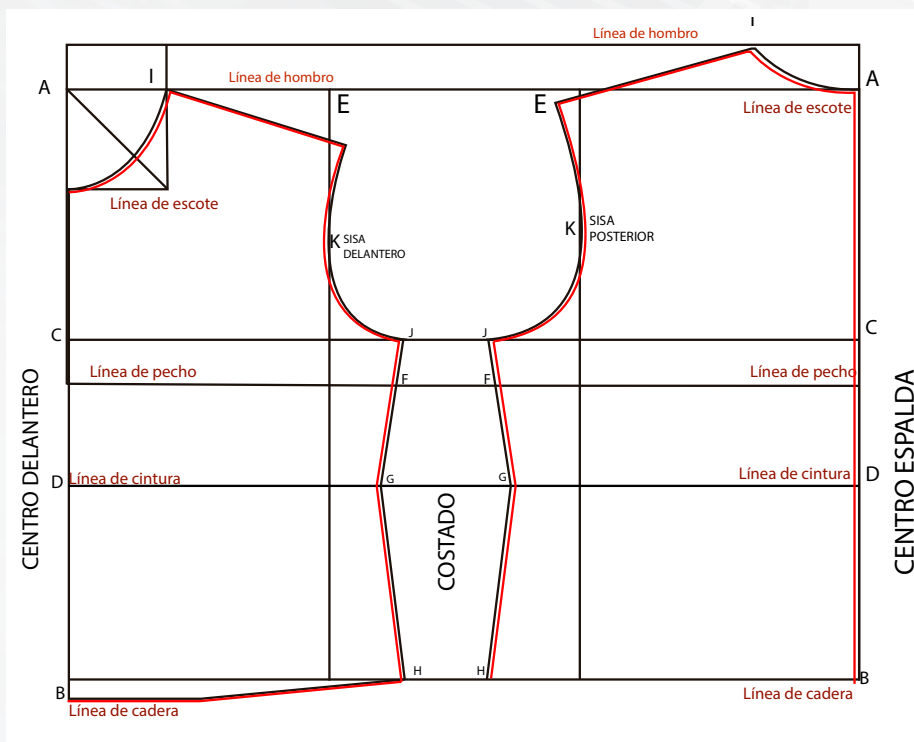 I
Línea de hombro
I
Línea de hombro
A
A
E
E
Línea de escote
Línea de escote
K SISA
DELANTERO
K SISA
POSTERIOR
C
J
J
C
Línea de pecho
F
F
Línea de pecho
CENTRO DELANTERO
CENTRO ESPALDA
D
Línea de cintura
G
G
Línea de cintura
D
COSTADO
H
H
B
B
Línea de cadera
Línea de cadera